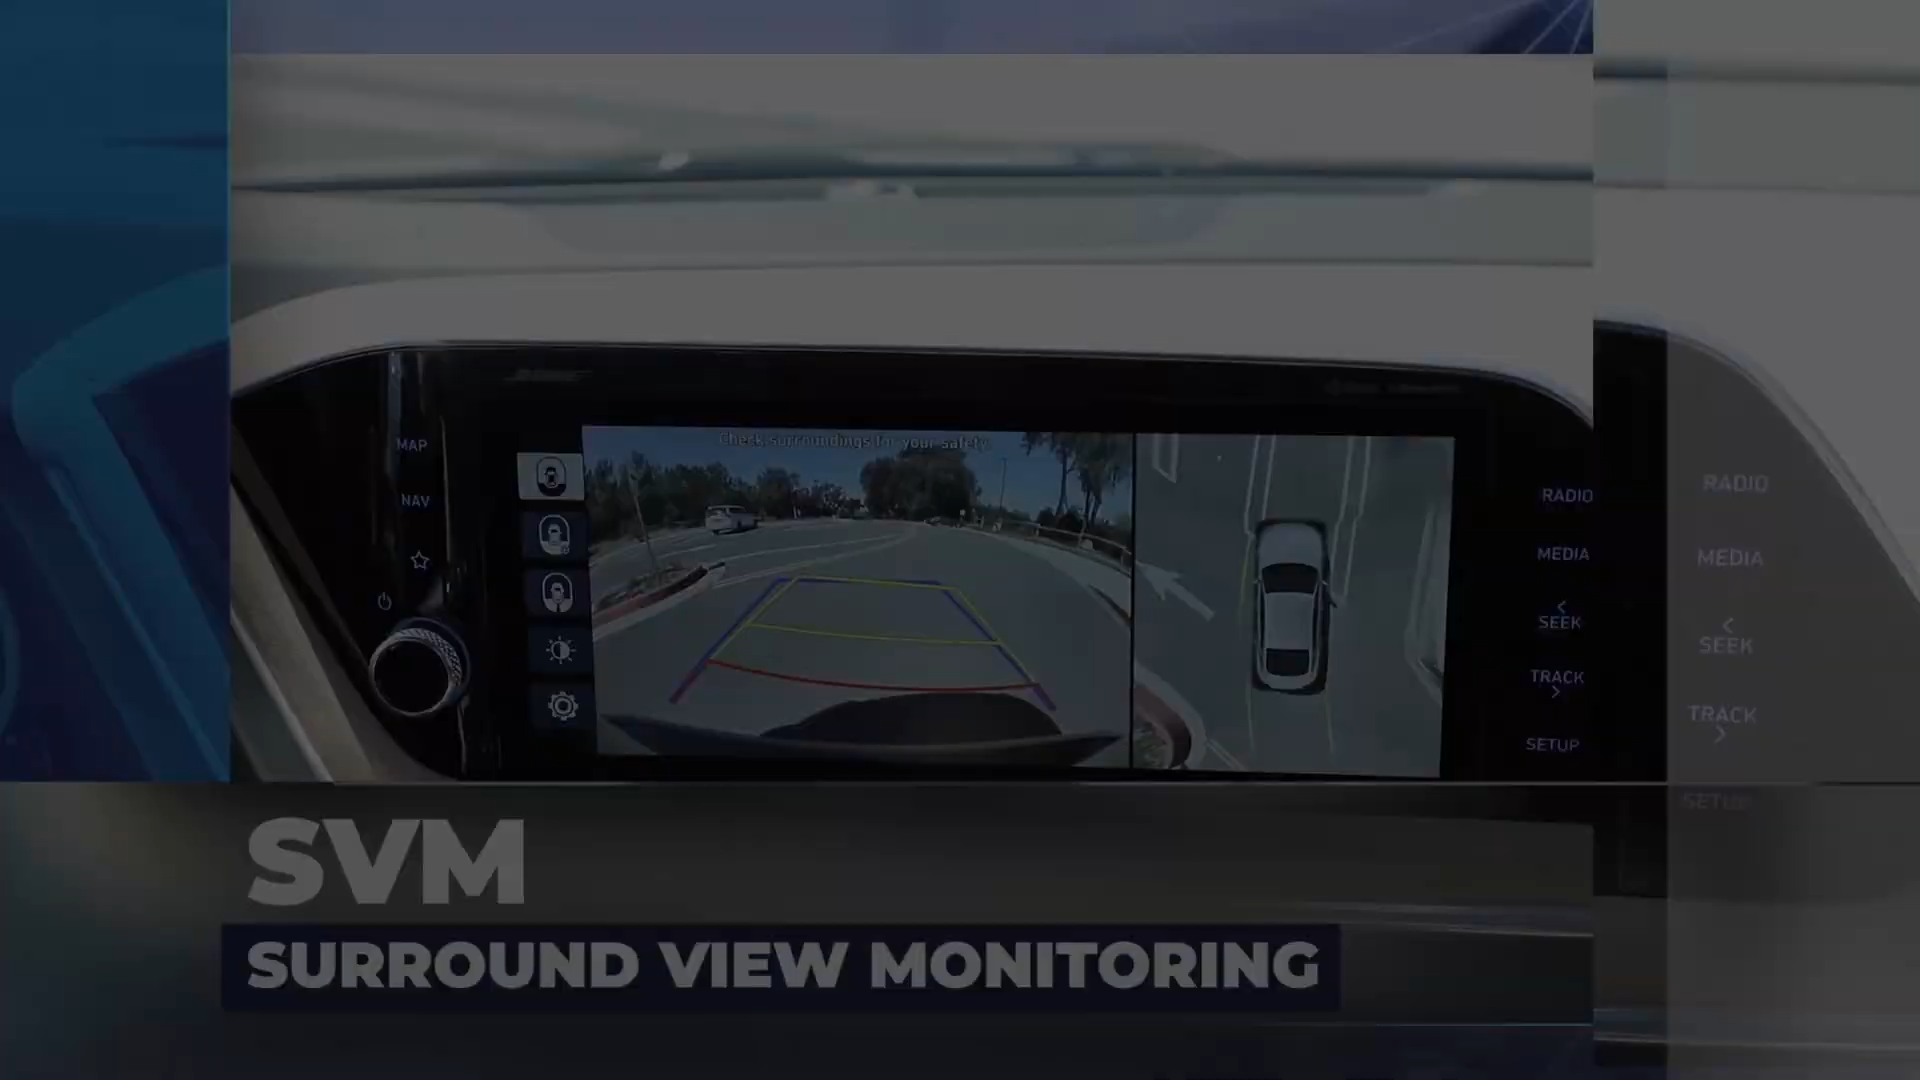 Check surroundings for your safety.
MAP
NAV
RADIO
MEDIA
<
SEEK
TRACK
>
SETUP
RADIO
MEDIA
<
SEEK
TRACK
>
SETUP
SVM
SURROUND VIEW MONITORING